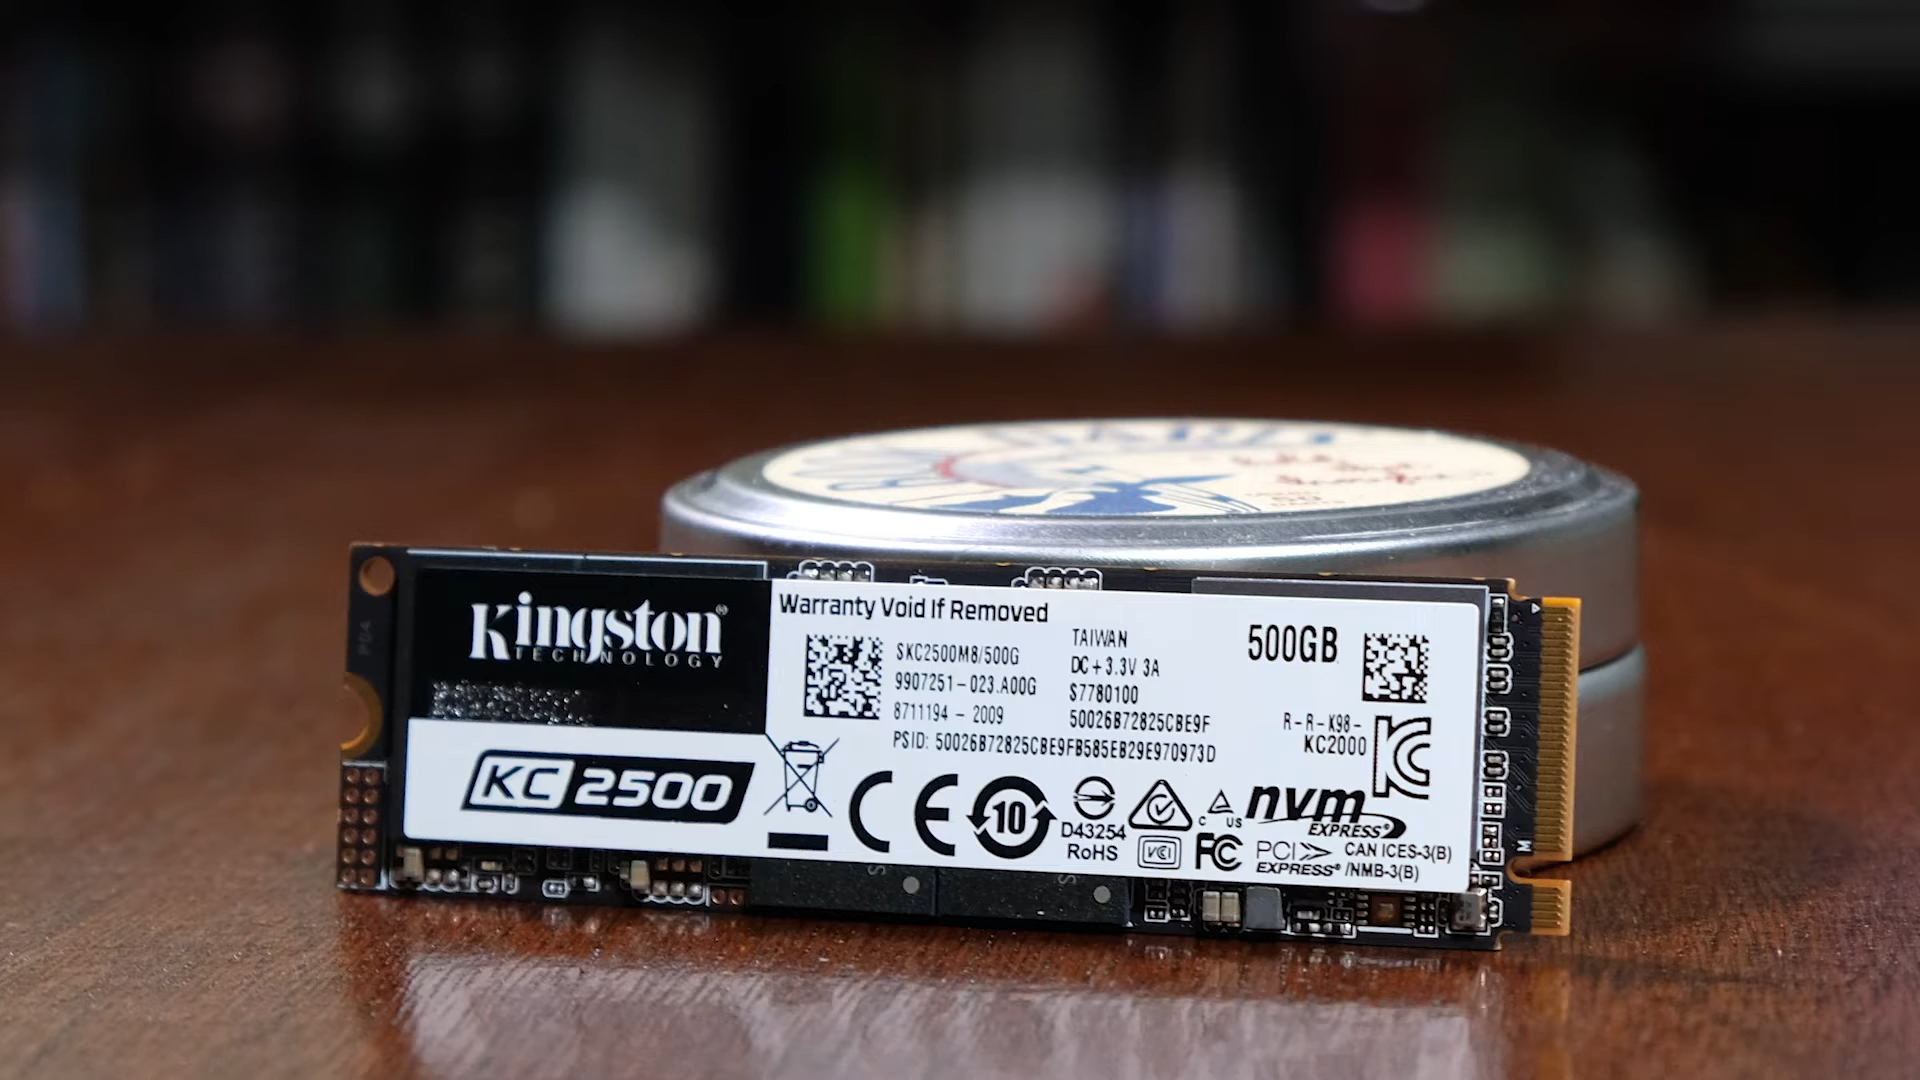 Kingston®
TECHNOLOGY
KC 2500
Warranty Void If Removed
SKC2500M8/500G
9907251-023.A00G
8711194 - 2009
PSID: 50026B72825CBE9FB585EB29E970973D
TAIWAN
DC+3.3V 3A
S7780100
50026B72825CBE9F
500GB
R-R-K98-
KC2000
KC
CE
10
D43254
RoHS
VCI
C US
FC
nvm
EXPRESS®
PCI
EXPRESS®
CAN ICES-3(B)
/NMB-3(B)
M